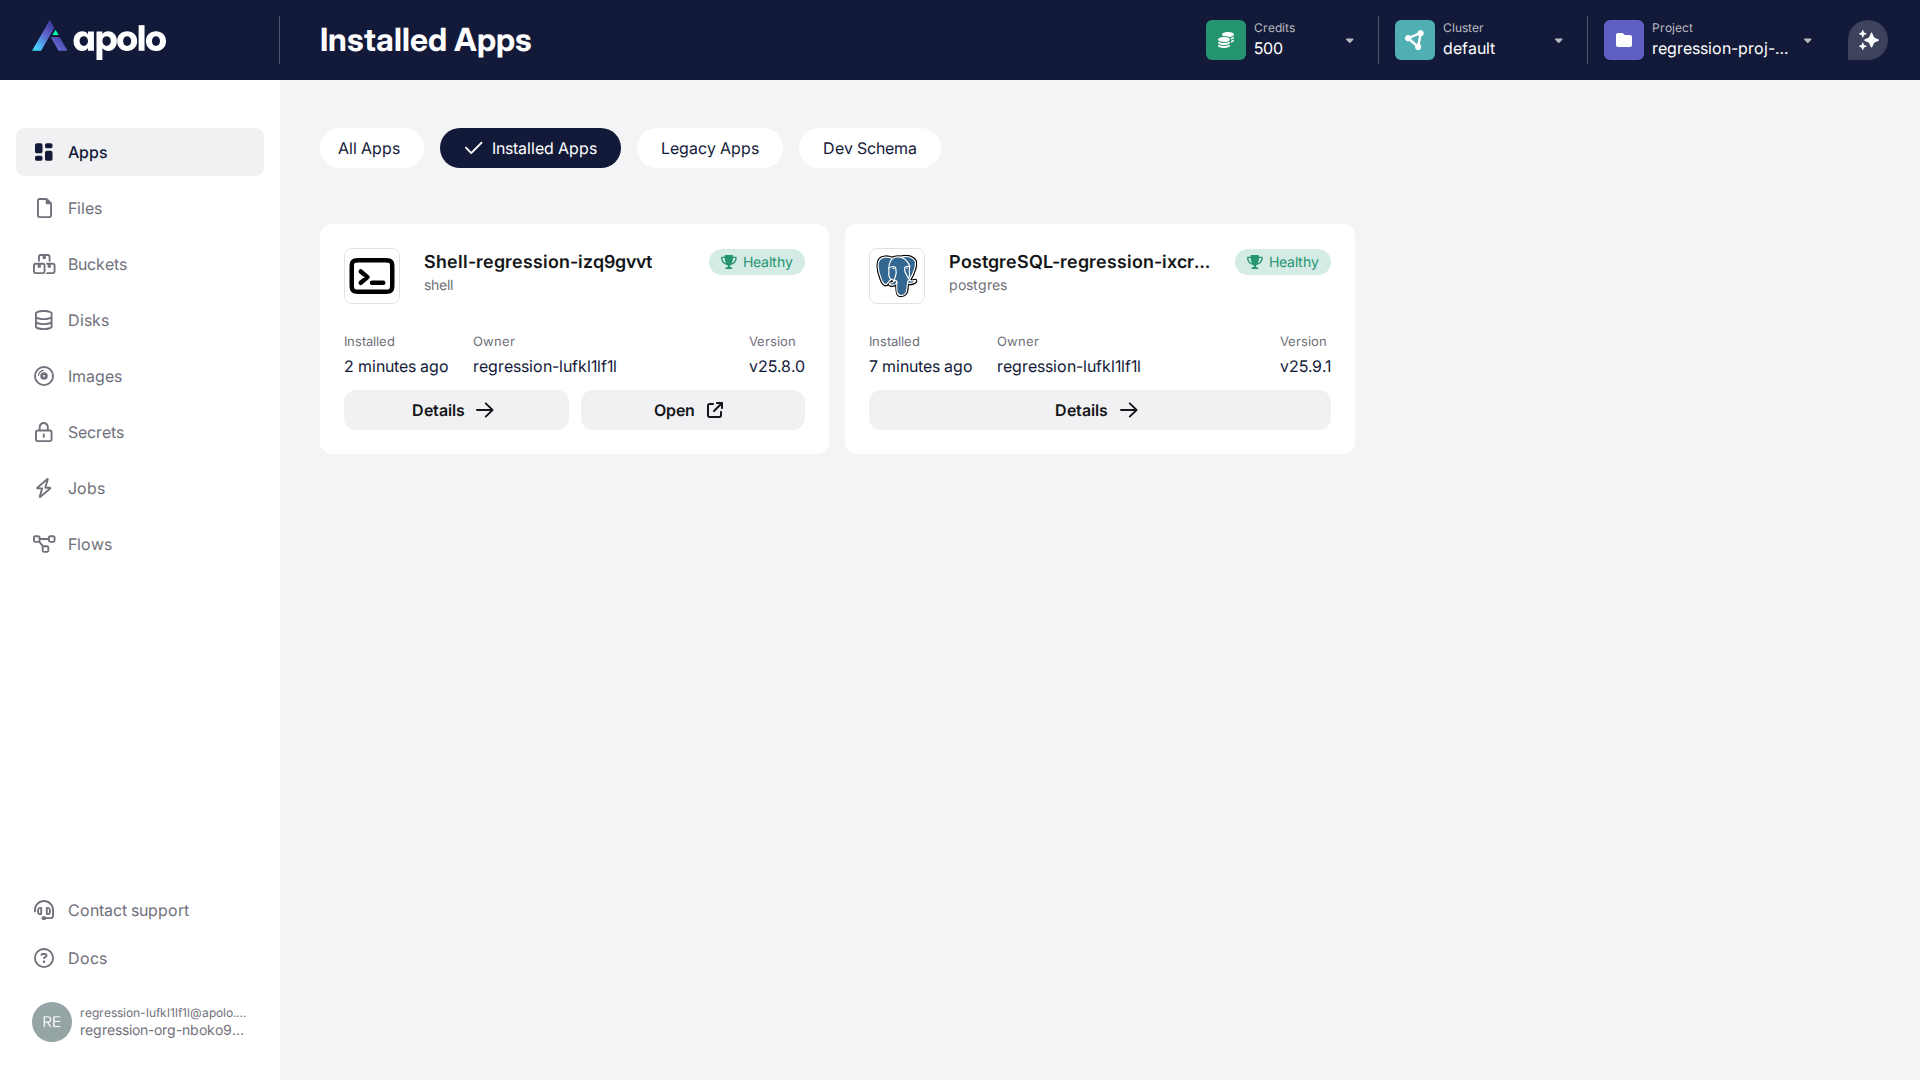 apolo
Installed Apps
Credits
500
Cluster
default
Project
regression-proj-...
Apps
Files
Buckets
Disks
Images
Secrets
Jobs
Flows
Contact support
Docs
RE
regression-lufkl1lf1l@apolo....
regression-org-nboko9...
All Apps
Installed Apps
Legacy Apps
Dev Schema
Shell-regression-izq9gvvt
Healthy
shell
Installed
Owner
Version
2 minutes ago
regression-lufkl1lf1l
v25.8.0
Details
Open
PostgreSQL-regression-ixcr...
Healthy
postgres
Installed
Owner
Version
7 minutes ago
regression-lufkl1lf1l
v25.9.1
Details